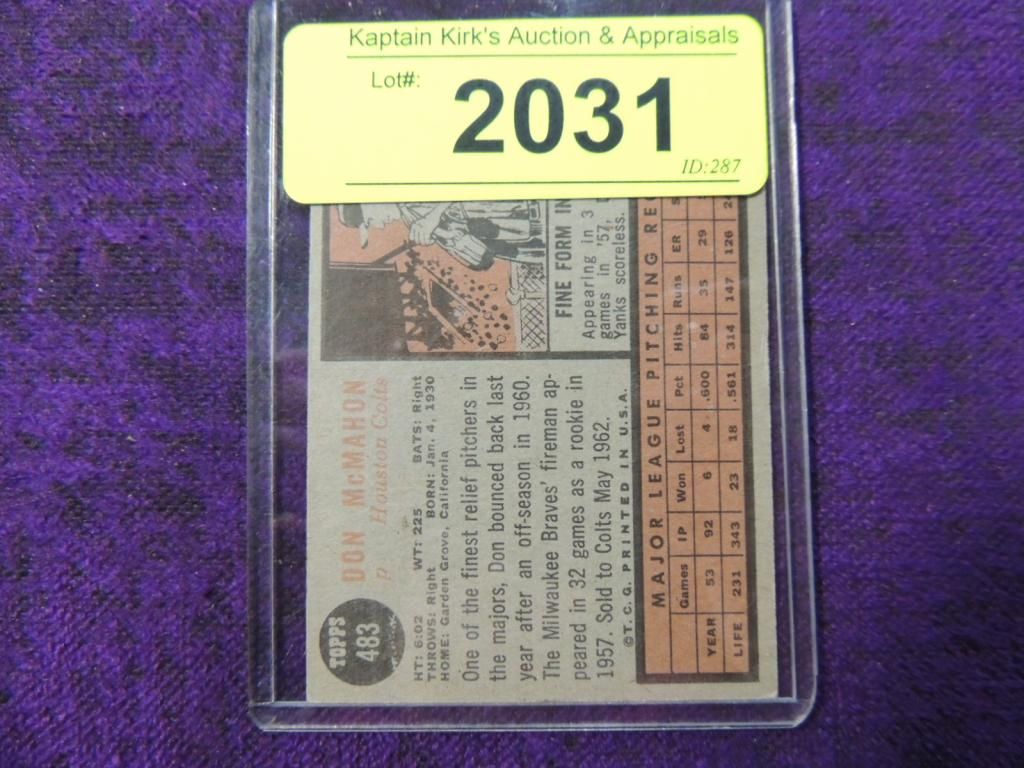 Kaptain Kirk's Auction & Appraisals
Lot#:
2031
ID:287
TOPPS
483
DON McMAHON
p Houston Colts
HT: 6:02 WT: 225 BATS: Right
THROWS: Right BORN: Jan. 4, 1930
HOME: Garden Grove, California
One of the finest relief pitchers in
the majors, Don bounced back last
year after an off-season in 1960.
The Milwaukee Braves' fireman ap-
peared in 32 games as a rookie in
1957. Sold to Colts May 1962.
©T. C. G. PRINTED IN U.S.A.
FINE FORM IN
Appearing in 3
games in '57,
Yanks scoreless.
MAJOR LEAGUE PITCHING RE
Games IP Won Lost Pct Hits Runs ER S
YEAR 53 92 6 4 .600 84 35 29
LIFE 231 343 23 18 .561 314 147 126